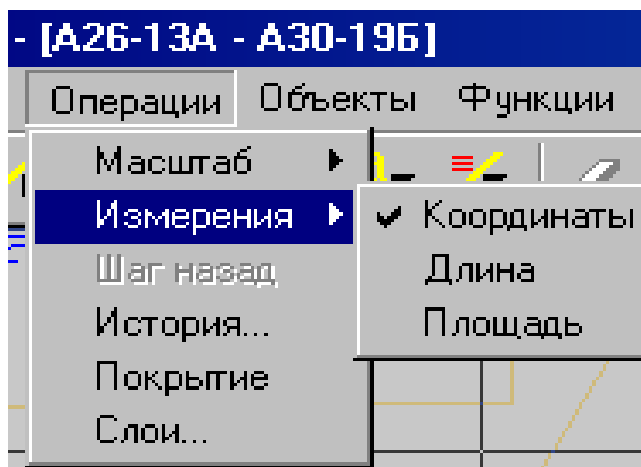 - [А26-13А - А30-19Б]
Операции Объекты Функции
Масштаб
Измерения
Шаг назад
История...
Покрытие
Слои...
Координаты
Длина
Площадь